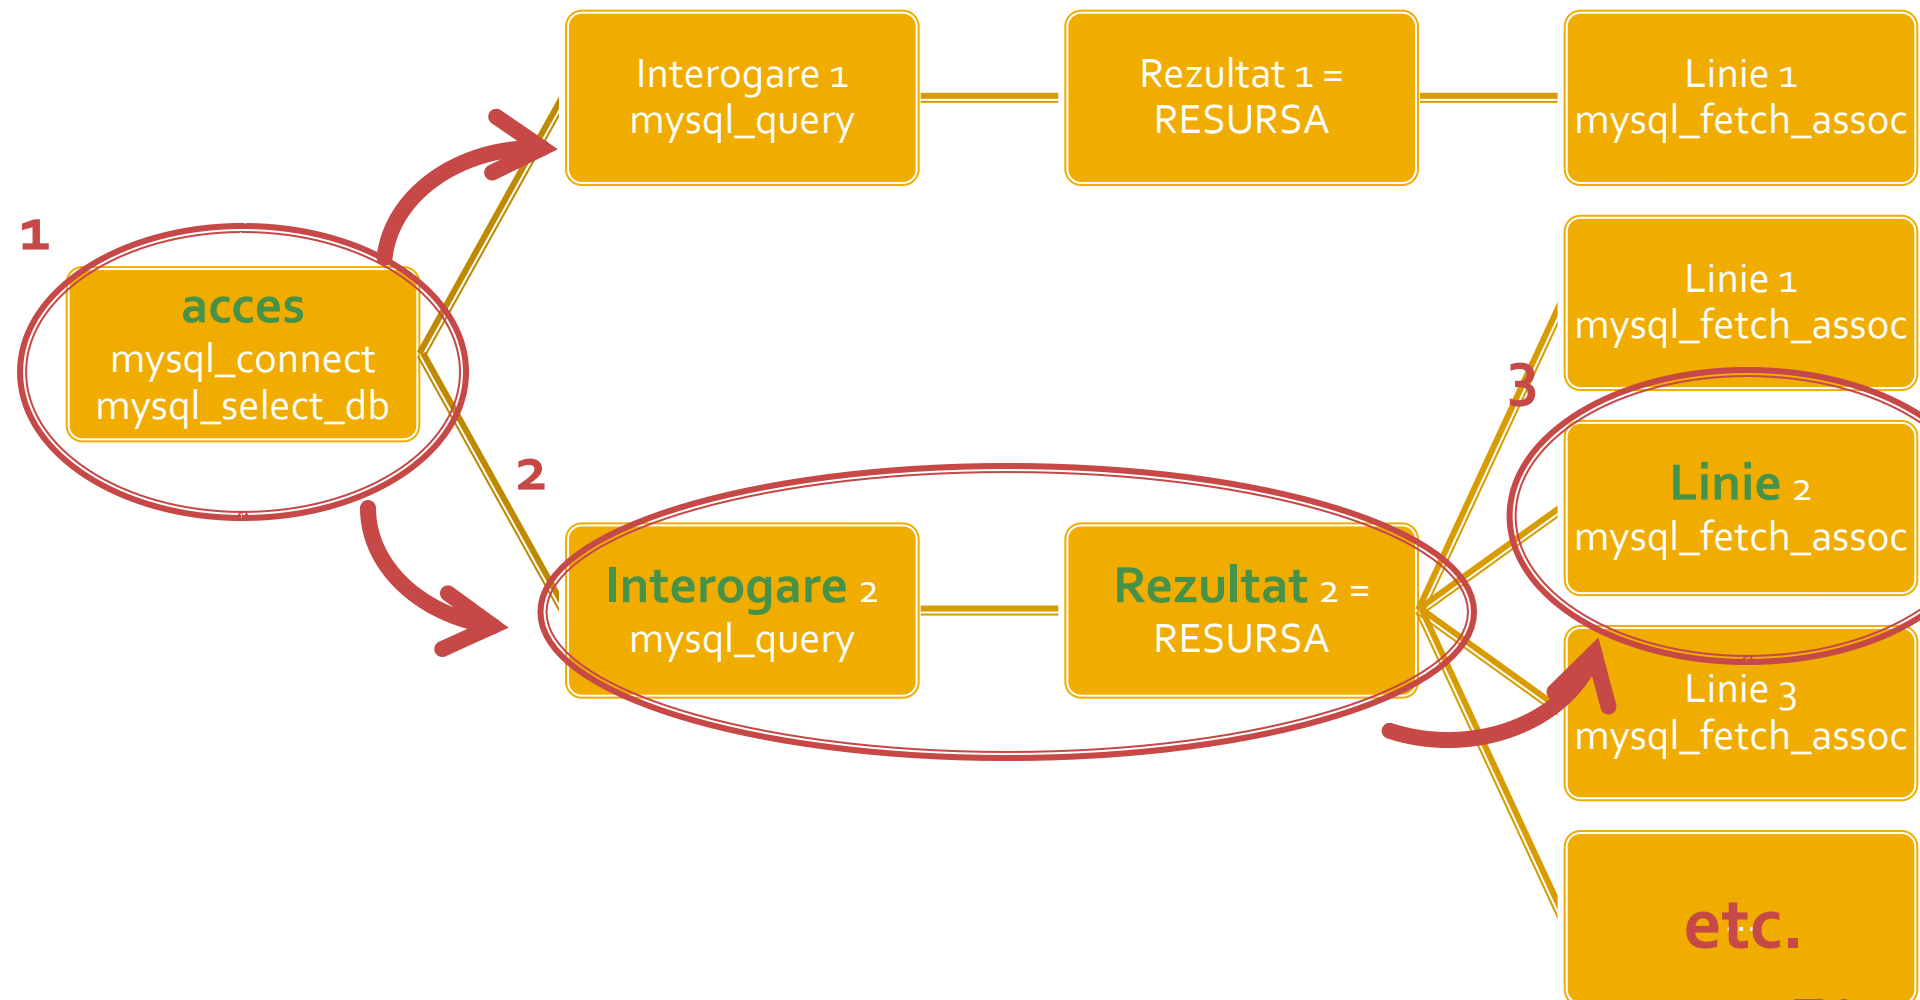 Interogare 1
mysql_query
Rezultat 1 =
RESURSA
Linie 1
mysql_fetch_assoc
1
acces
mysql_connect
mysql_select_db
Linie 1
mysql_fetch_assoc
2
3
Interogare 2
mysql_query
Rezultat 2 =
RESURSA
Linie 2
mysql_fetch_assoc
Linie 3
mysql_fetch_assoc
etc.